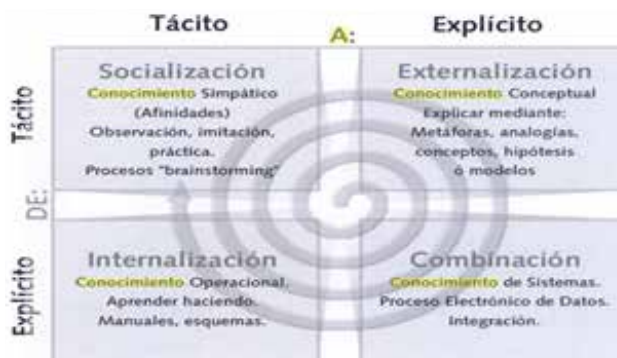 Tácito
A:
Explícito
Tácito
DE:
Explícito
Socialización
Conocimiento Simpático
(Afinidades)
Observación, imitación,
práctica.
Procesos "brainstorming"
Externalización
Conocimiento Conceptual
Explicar mediante:
Metáforas, analogías,
conceptos, hipótesis
ó modelos
Internalización
Conocimiento Operacional.
Aprender haciendo.
Manuales, esquemas.
Combinación
Conocimiento de Sistemas.
Proceso Electrónico de Datos.
Integración.